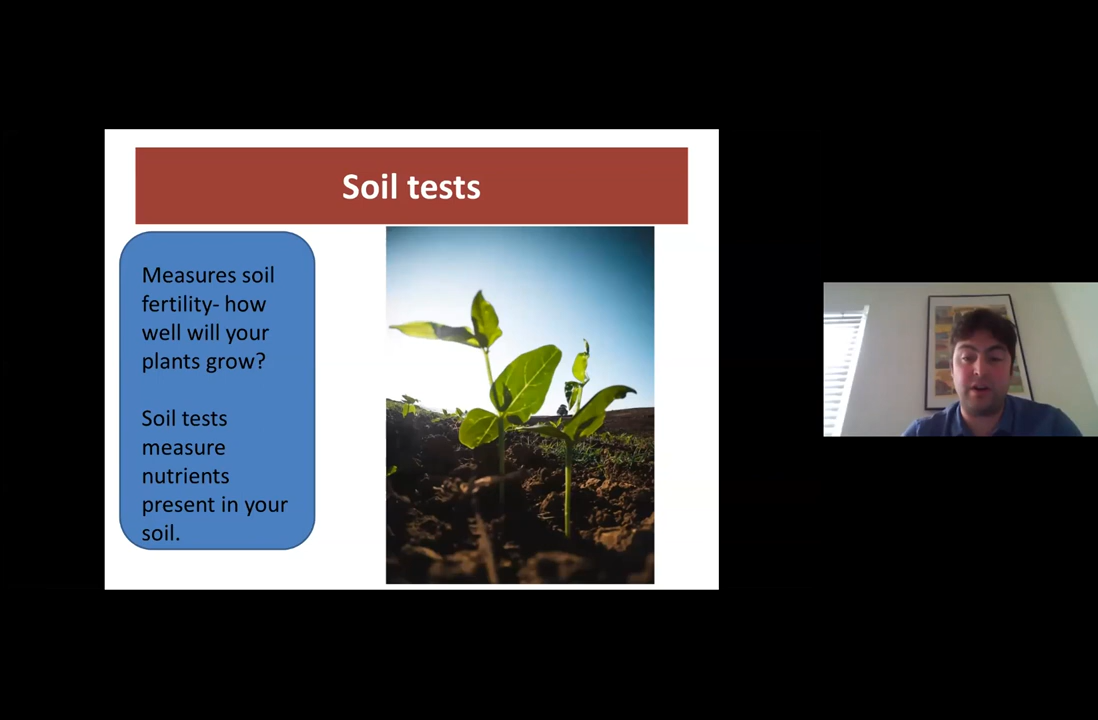 Soil tests
Measures soil
fertility- how
well will your
plants grow?
Soil tests
measure
nutrients
present in your
soil.